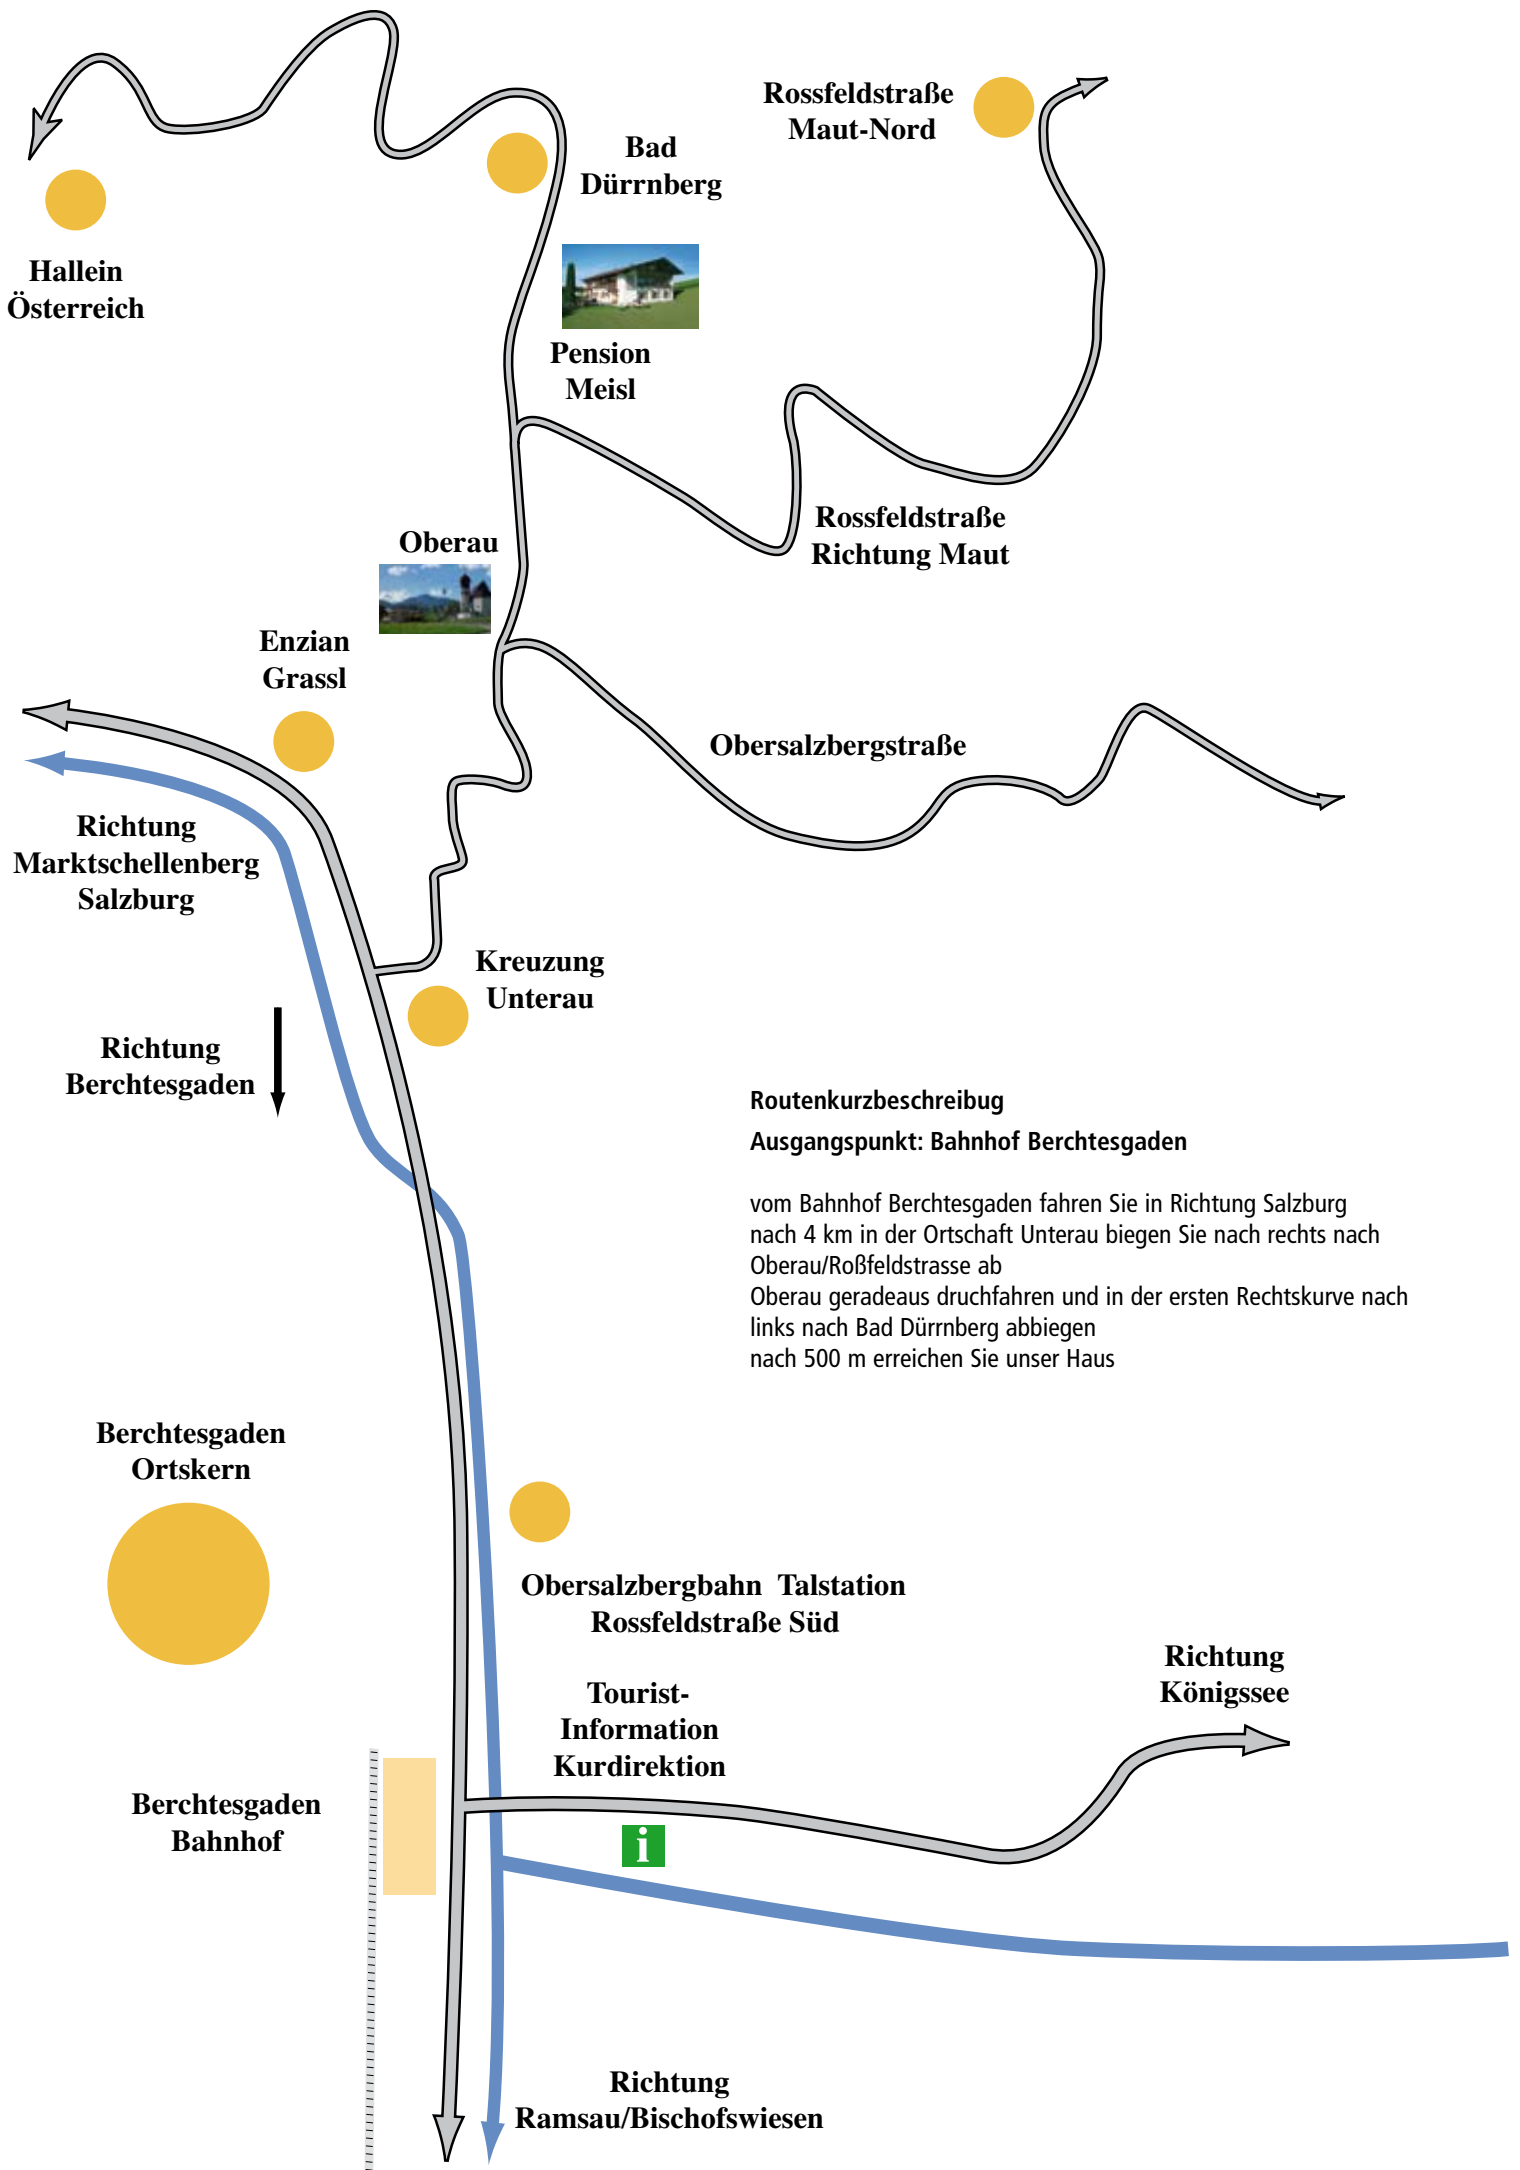 Rossfeldstraße
Maut-Nord
Bad
Dürrnberg
Hallein
Österreich
Pension
Meisl
Rossfeldstraße
Richtung Maut
Oberau
Enzian
Grassl
Obersalzbergstraße
Richtung
Marktschellenberg
Salzburg
Kreuzung
Unterau
Richtung
Berchtesgaden
Routenkurzbeschreibug
Ausgangspunkt: Bahnhof Berchtesgaden
vom Bahnhof Berchtesgaden fahren Sie in Richtung Salzburg
nach 4 km in der Ortschaft Unterau biegen Sie nach rechts nach
Oberau/Roßfeldstrasse ab
Oberau geradeaus druchfahren und in der ersten Rechtskurve nach
links nach Bad Dürrnberg abbiegen
nach 500 m erreichen Sie unser Haus
Berchtesgaden
Ortskern
Obersalzbergbahn Talstation
Rossfeldstraße Süd
Richtung
Königssee
Tourist-
Information
Kurdirektion
Berchtesgaden
Bahnhof
i
Richtung
Ramsau/Bischofswiesen